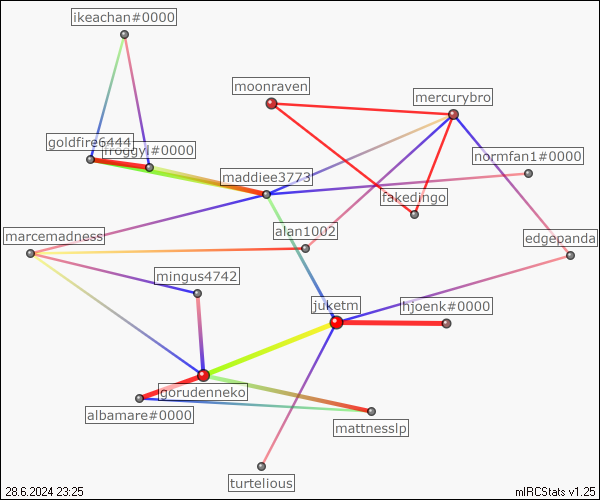 ikeachan#0000
moonraven
mercurybro
goldfire6444
froggyl#0000
normfan1#0000
maddiee3773
fakedingo
alan1002
marcemadness
edgepanda
mingus4742
juketm
hjoenk#0000
gorudenneko
albamare#0000
mattnesslp
turtelious
28.6.2024 23:25
mIRCStats v1.25